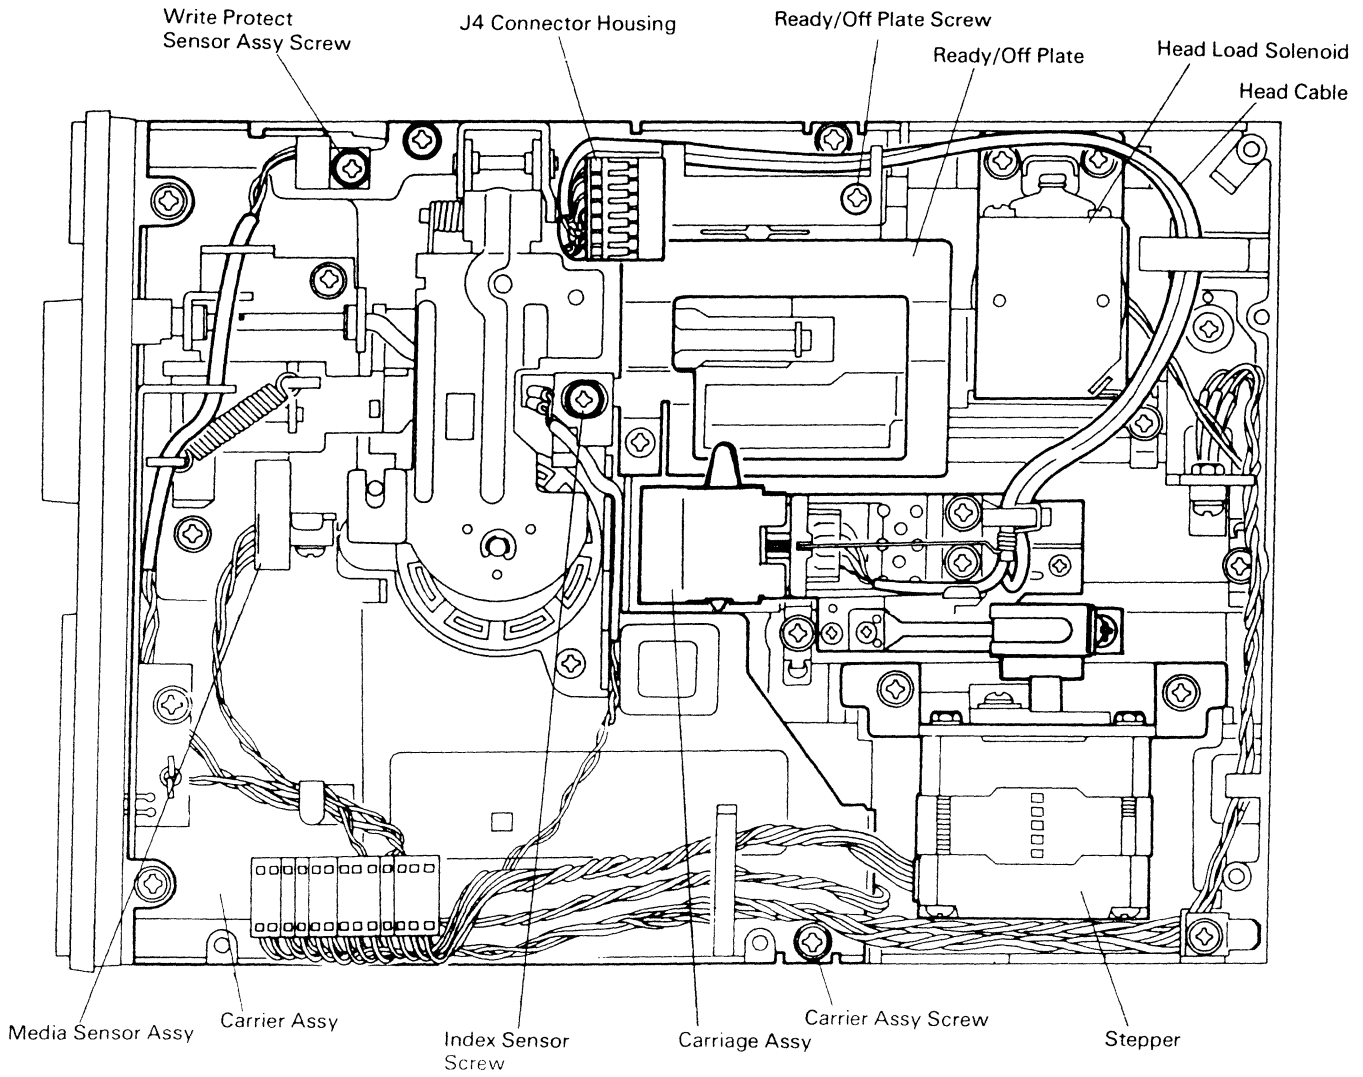 Write Protect
Sensor Assy Screw
J4 Connector Housing
Ready/Off Plate Screw
Ready/Off Plate
Head Load Solenoid
Head Cable
Media Sensor Assy
Carrier Assy
Index Sensor
Screw
Carriage Assy
Carrier Assy Screw
Stepper